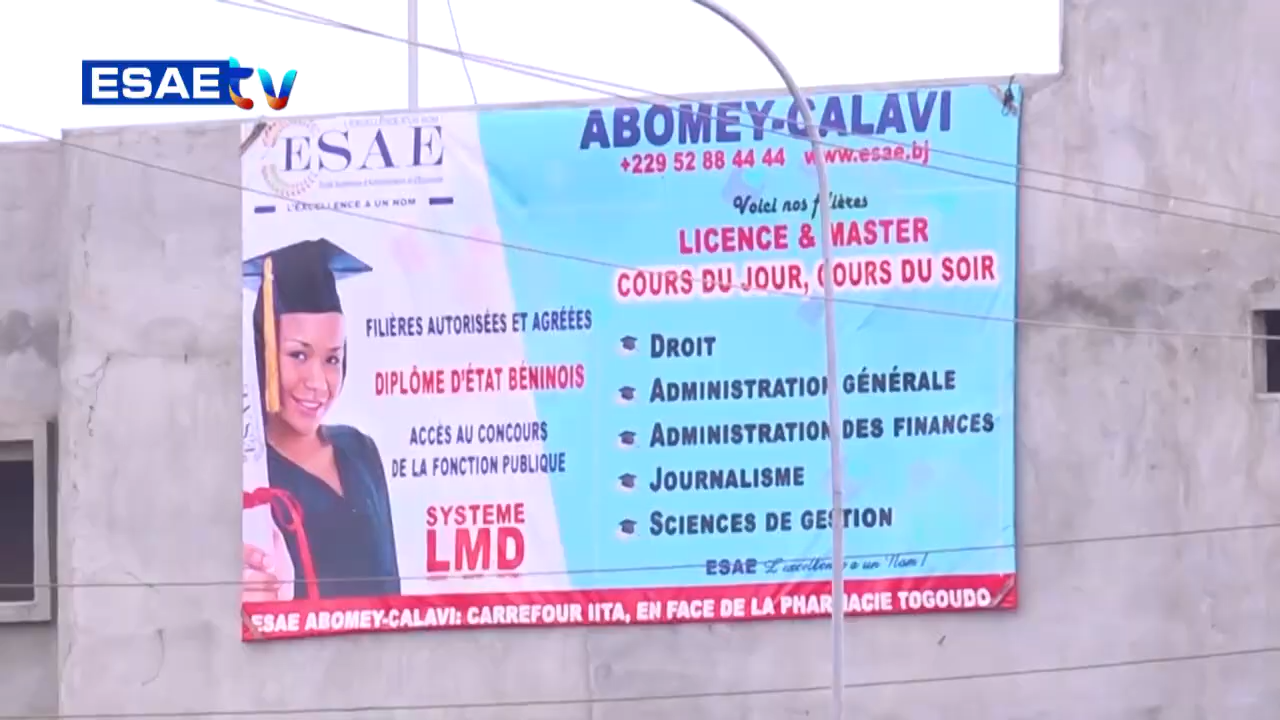 ESAE TV
ESAE
L'EXCELLENCE A UN NOM
ABOMEY-CALAVI
+229 52 88 44 44 www.esae.bj
Voici nos filières
LICENCE & MASTER
COURS DU JOUR, COURS DU SOIR
FILIÈRES AUTORISÉES ET AGRÉÉES
DIPLÔME D'ÉTAT BÉNINOIS
ACCÈS AU CONCOURS
DE LA FONCTION PUBLIQUE
SYSTEME
LMD
DROIT
ADMINISTRATION GÉNÉRALE
ADMINISTRATION DES FINANCES
JOURNALISME
SCIENCES DE GESTION
ESAE L'excellence a un Nom !
ESAE ABOMEY-CALAVI: CARREFOUR IITA, EN FACE DE LA PHARMACIE TOGOUDO